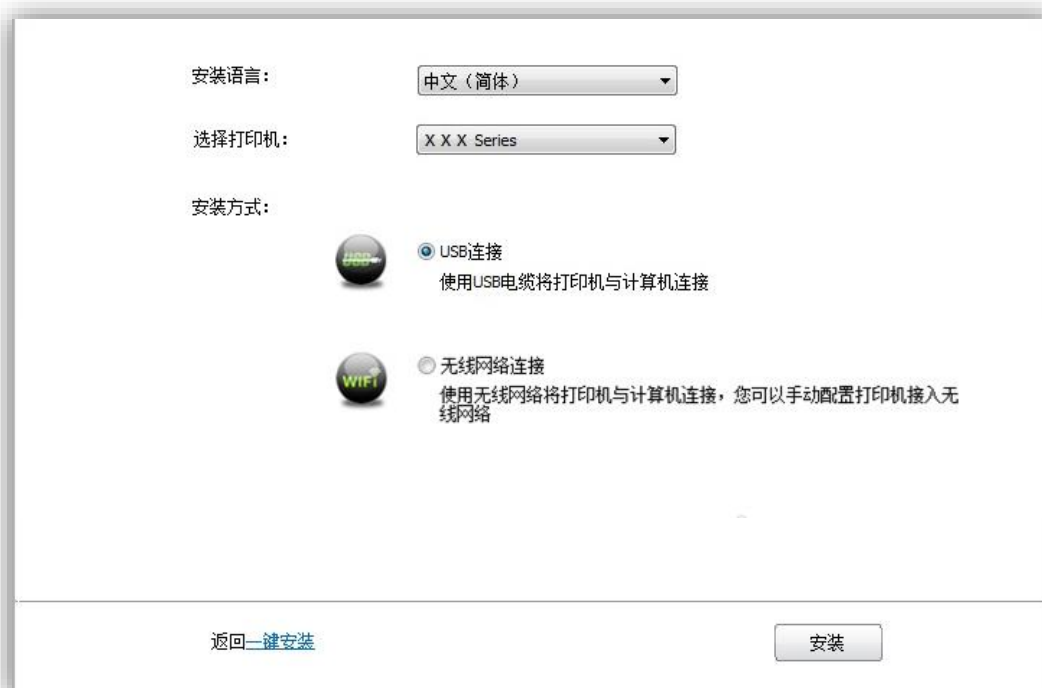 安装语言： 中文（简体）
选择打印机： X X X Series
安装方式：
USB USB连接
使用USB电缆将打印机与计算机连接
WIFI 无线网络连接
使用无线网络将打印机与计算机连接，您可以手动配置打印机接入无
线网络
返回一键安装 安装